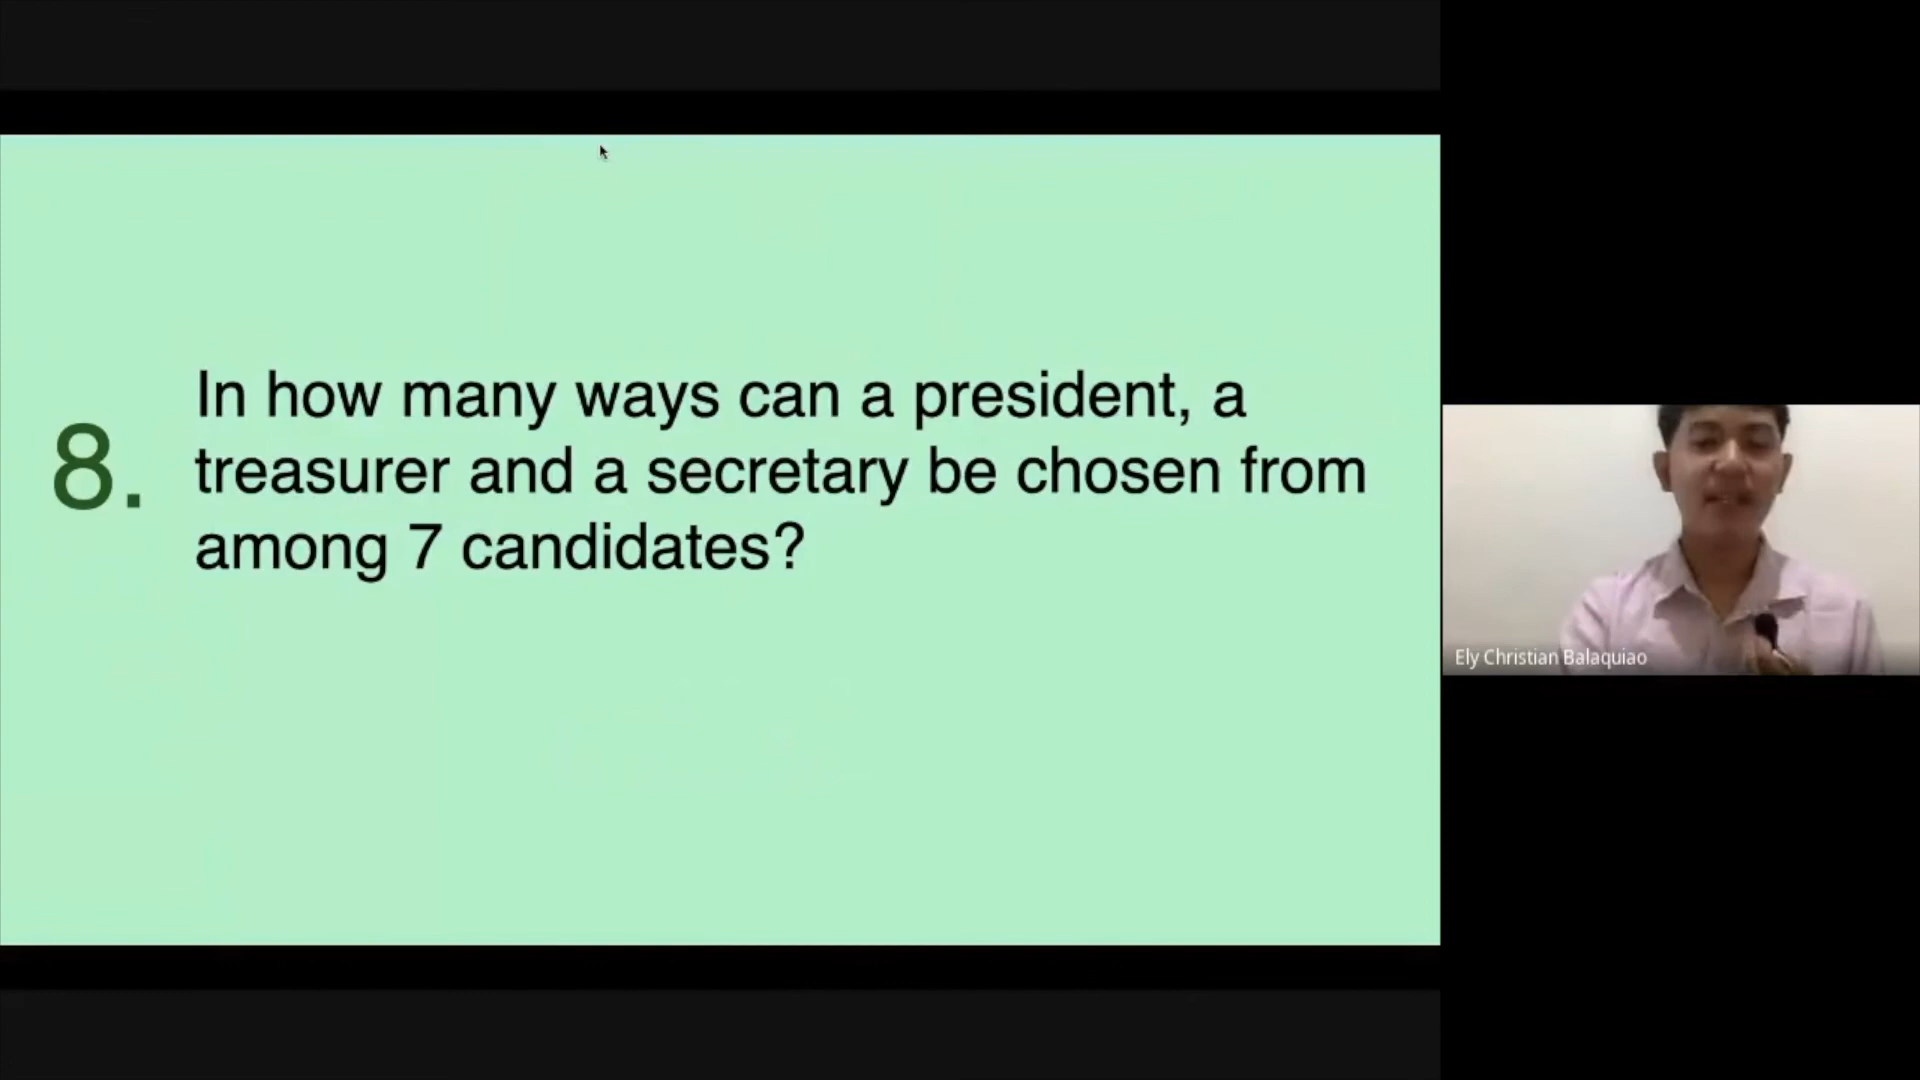 8.
In how many ways can a president, a
treasurer and a secretary be chosen from
among 7 candidates?
Ely Christian Balaquiao